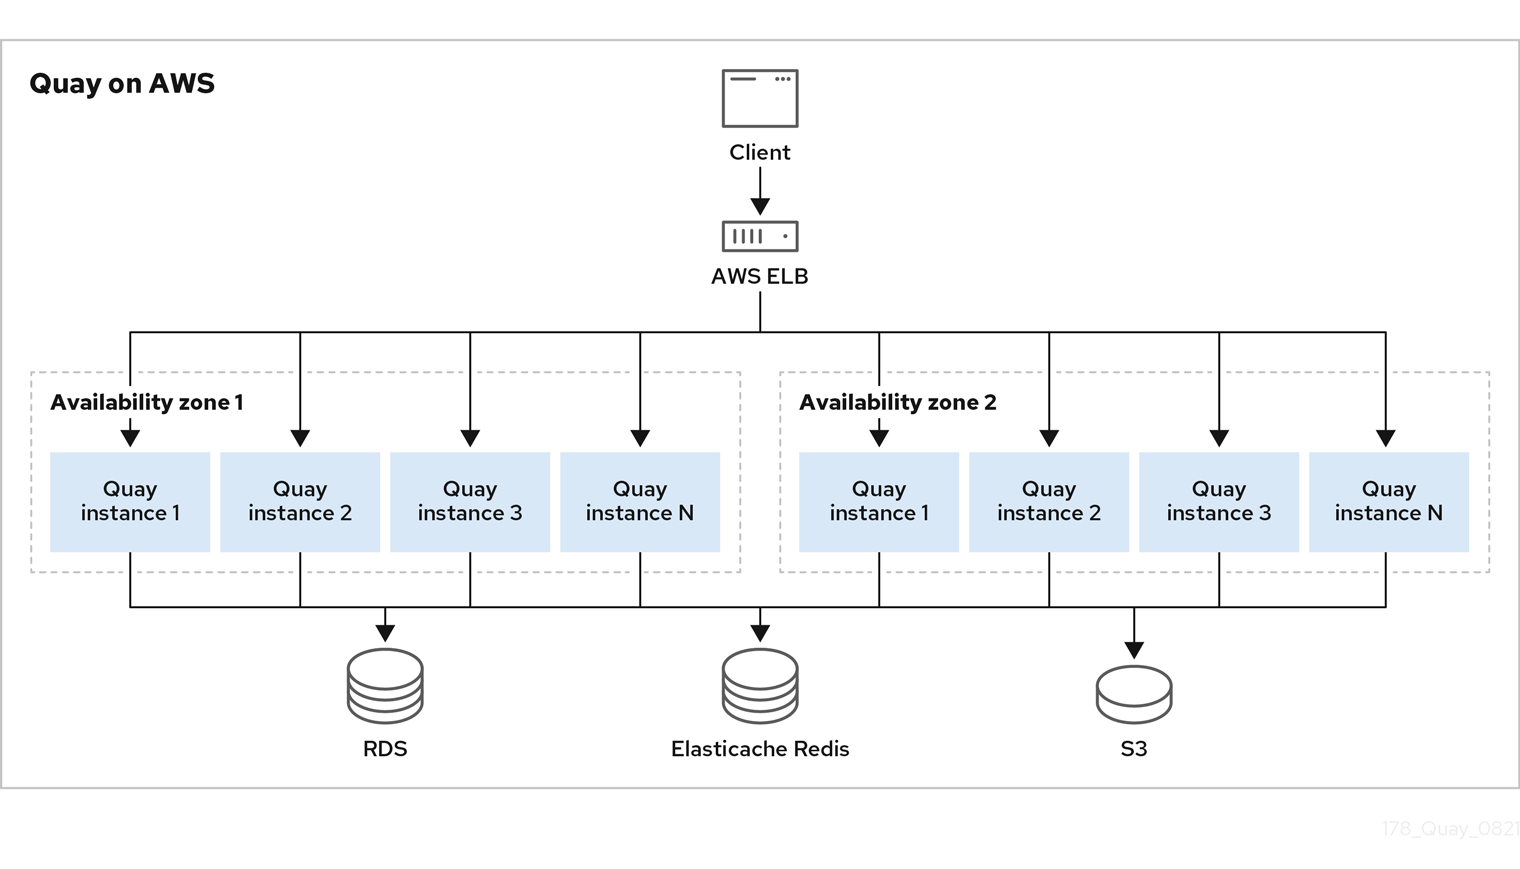 Quay on AWS
Client
AWS ELB
Availability zone 1
Availability zone 2
Quay
instance 1
Quay
instance 2
Quay
instance 3
Quay
instance N
Quay
instance 1
Quay
instance 2
Quay
instance 3
Quay
instance N
RDS
Elasticache Redis
S3
178_Quay_0821